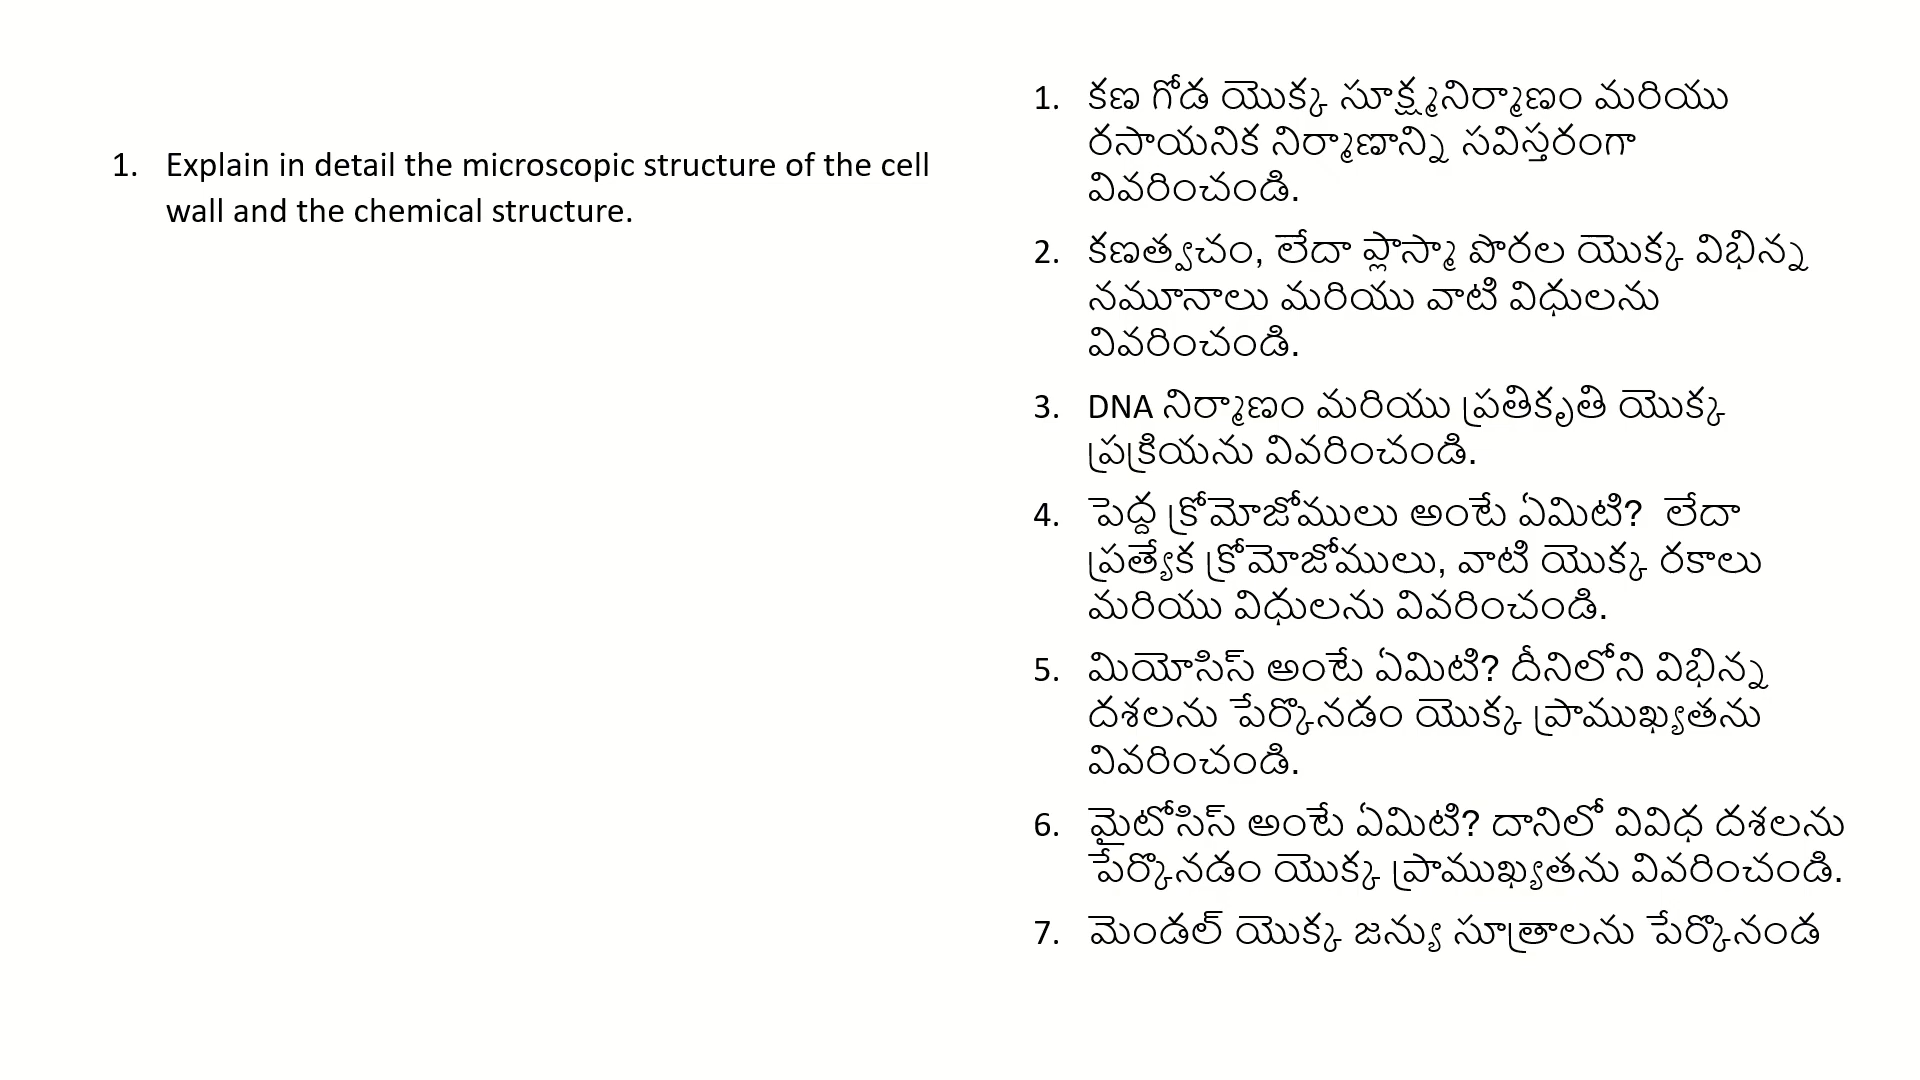 1. Explain in detail the microscopic structure of the cell
wall and the chemical structure.
1. కణ గోడ యొక్క సూక్ష్మనిర్మాణం మరియు
రసాయనిక నిర్మాణాన్ని సవిస్తరంగా
వివరించండి.
2. కణత్వచం, లేదా ప్లాస్మా పొరల యొక్క విభిన్న
నమూనాలు మరియు వాటి విధులను
వివరించండి.
3. DNA నిర్మాణం మరియు ప్రతికృతి యొక్క
ప్రక్రియను వివరించండి.
4. పెద్ద క్రోమోజోములు అంటే ఏమిటి? లేదా
ప్రత్యేక క్రోమోజోములు, వాటి యొక్క రకాలు
మరియు విధులను వివరించండి.
5. మియోసిస్ అంటే ఏమిటి? దీనిలోని విభిన్న
దశలను పేర్కొనడం యొక్క ప్రాముఖ్యతను
వివరించండి.
6. మైటోసిస్ అంటే ఏమిటి? దానిలో వివిధ దశలను
పేర్కొనడం యొక్క ప్రాముఖ్యతను వివరించండి.
7. మెండల్ యొక్క జన్యు సూత్రాలను పేర్కొనండ